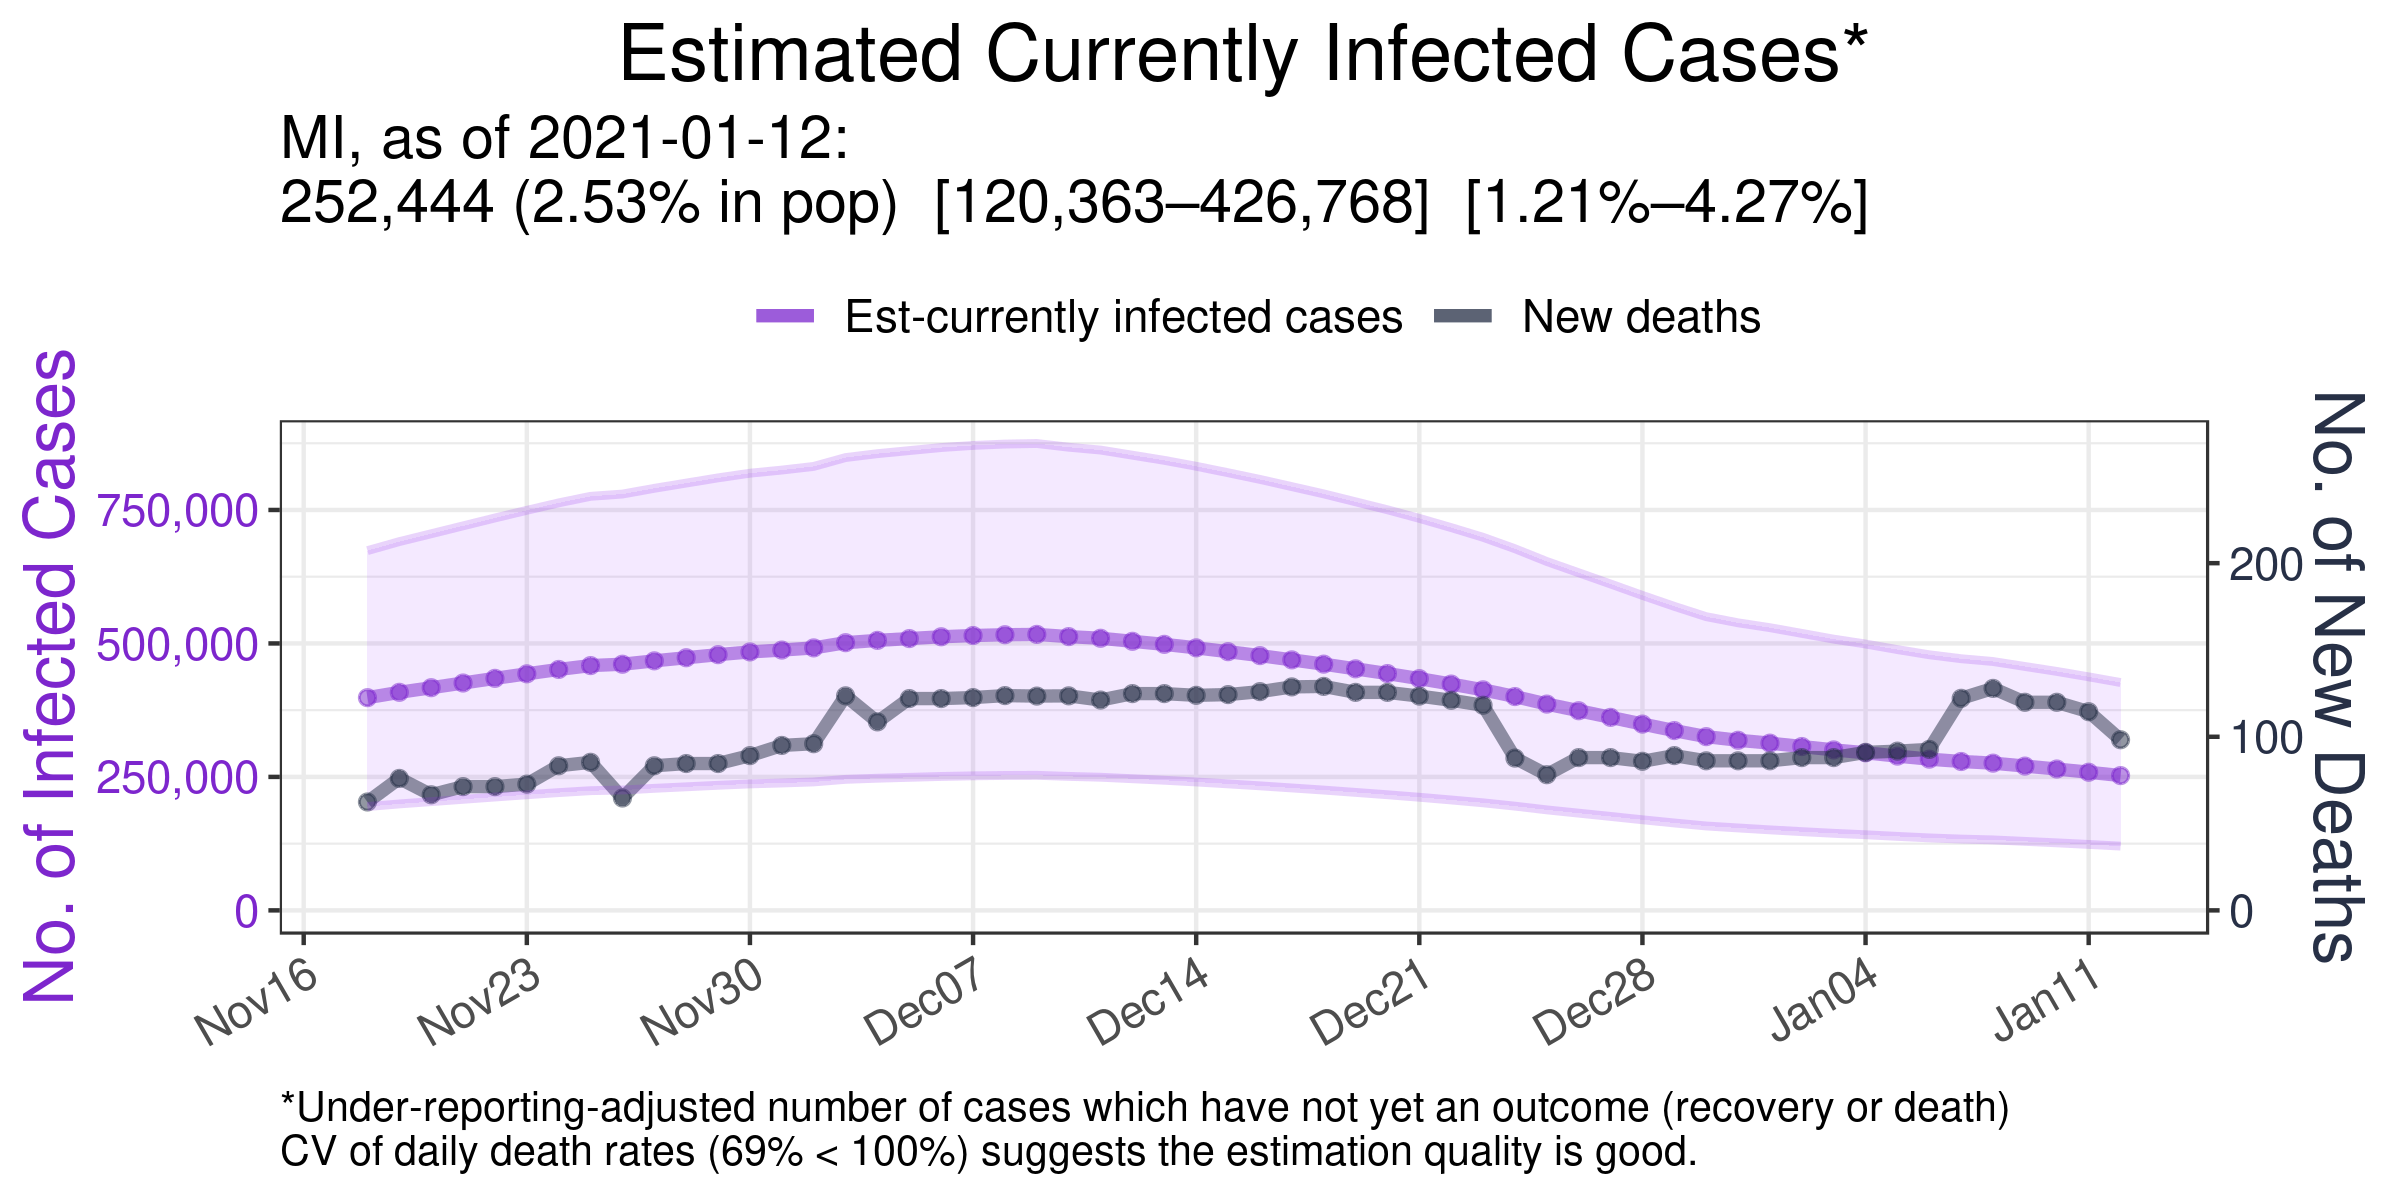 Estimated Currently Infected Cases*
MI, as of 2021-01-12:
252,444 (2.53% in pop)  [120,363–426,768]  [1.21%–4.27%]
Est-currently infected cases
New deaths
No. of Infected Cases
750,000
500,000
250,000
0
No. of New Deaths
200
100
0
Nov16
Nov23
Nov30
Dec07
Dec14
Dec21
Dec28
Jan04
Jan11
*Under-reporting-adjusted number of cases which have not yet an outcome (recovery or death)
CV of daily death rates (69% < 100%) suggests the estimation quality is good.